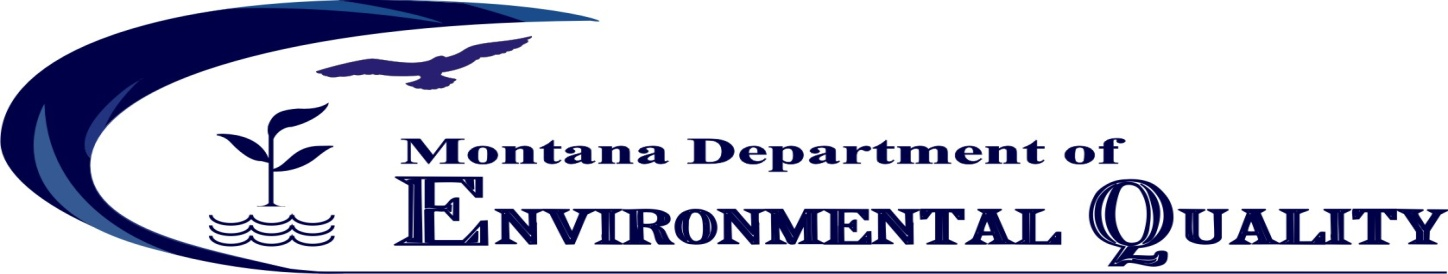 Montana Department of
ENVIRONMENTAL QUALITY